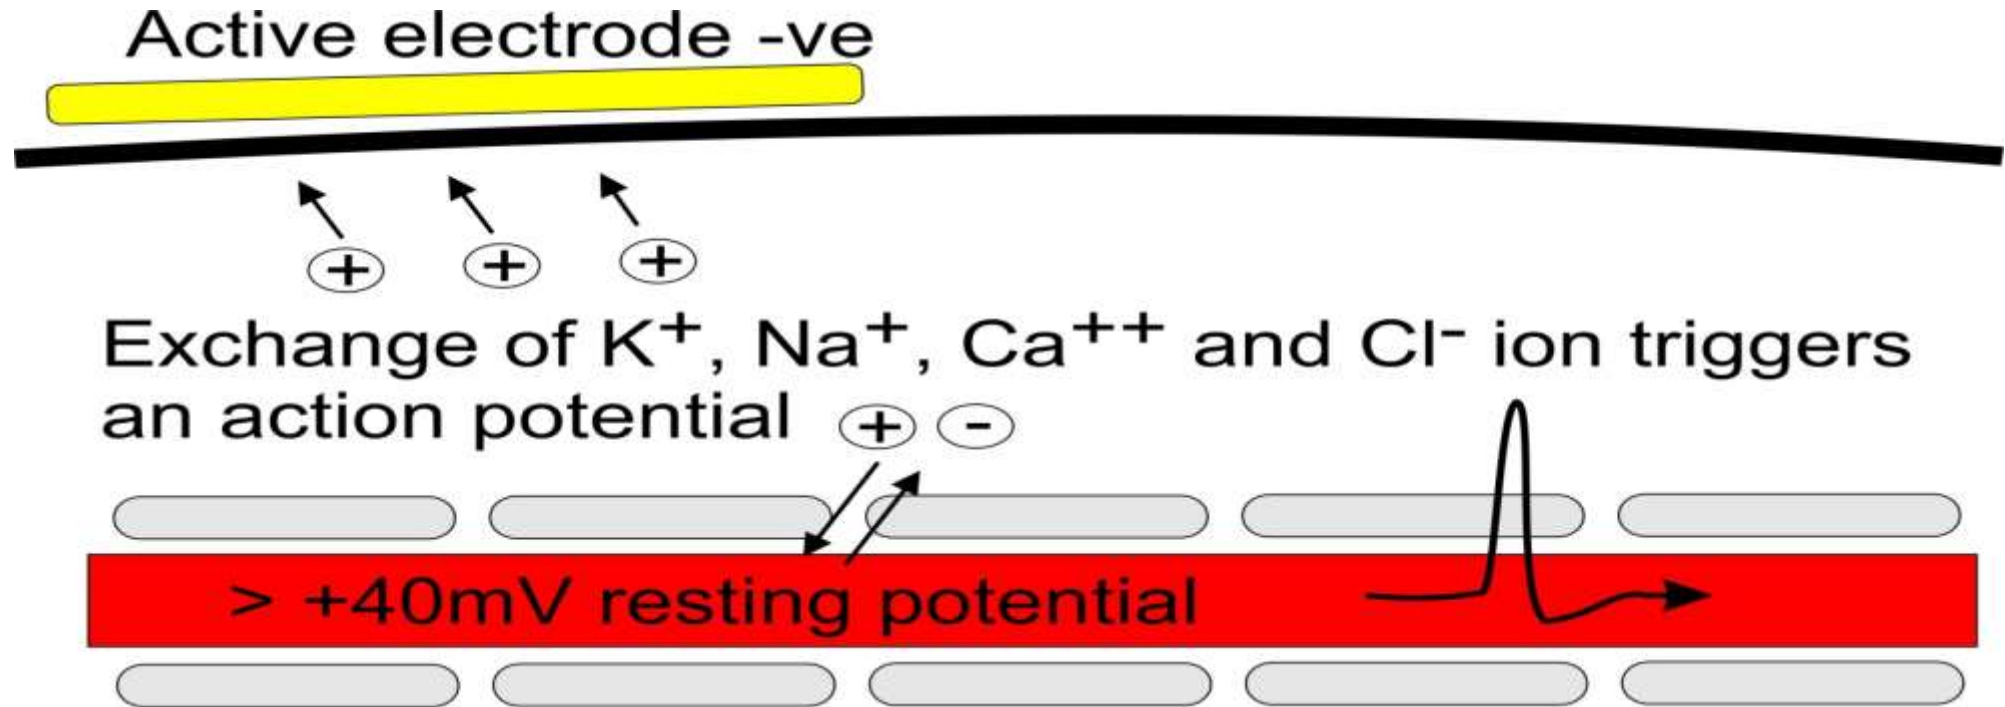 Active electrode -ve
+ + +
Exchange of K⁺, Na⁺, Ca⁺⁺ and Cl⁻ ion triggers
an action potential + -
> +40mV resting potential